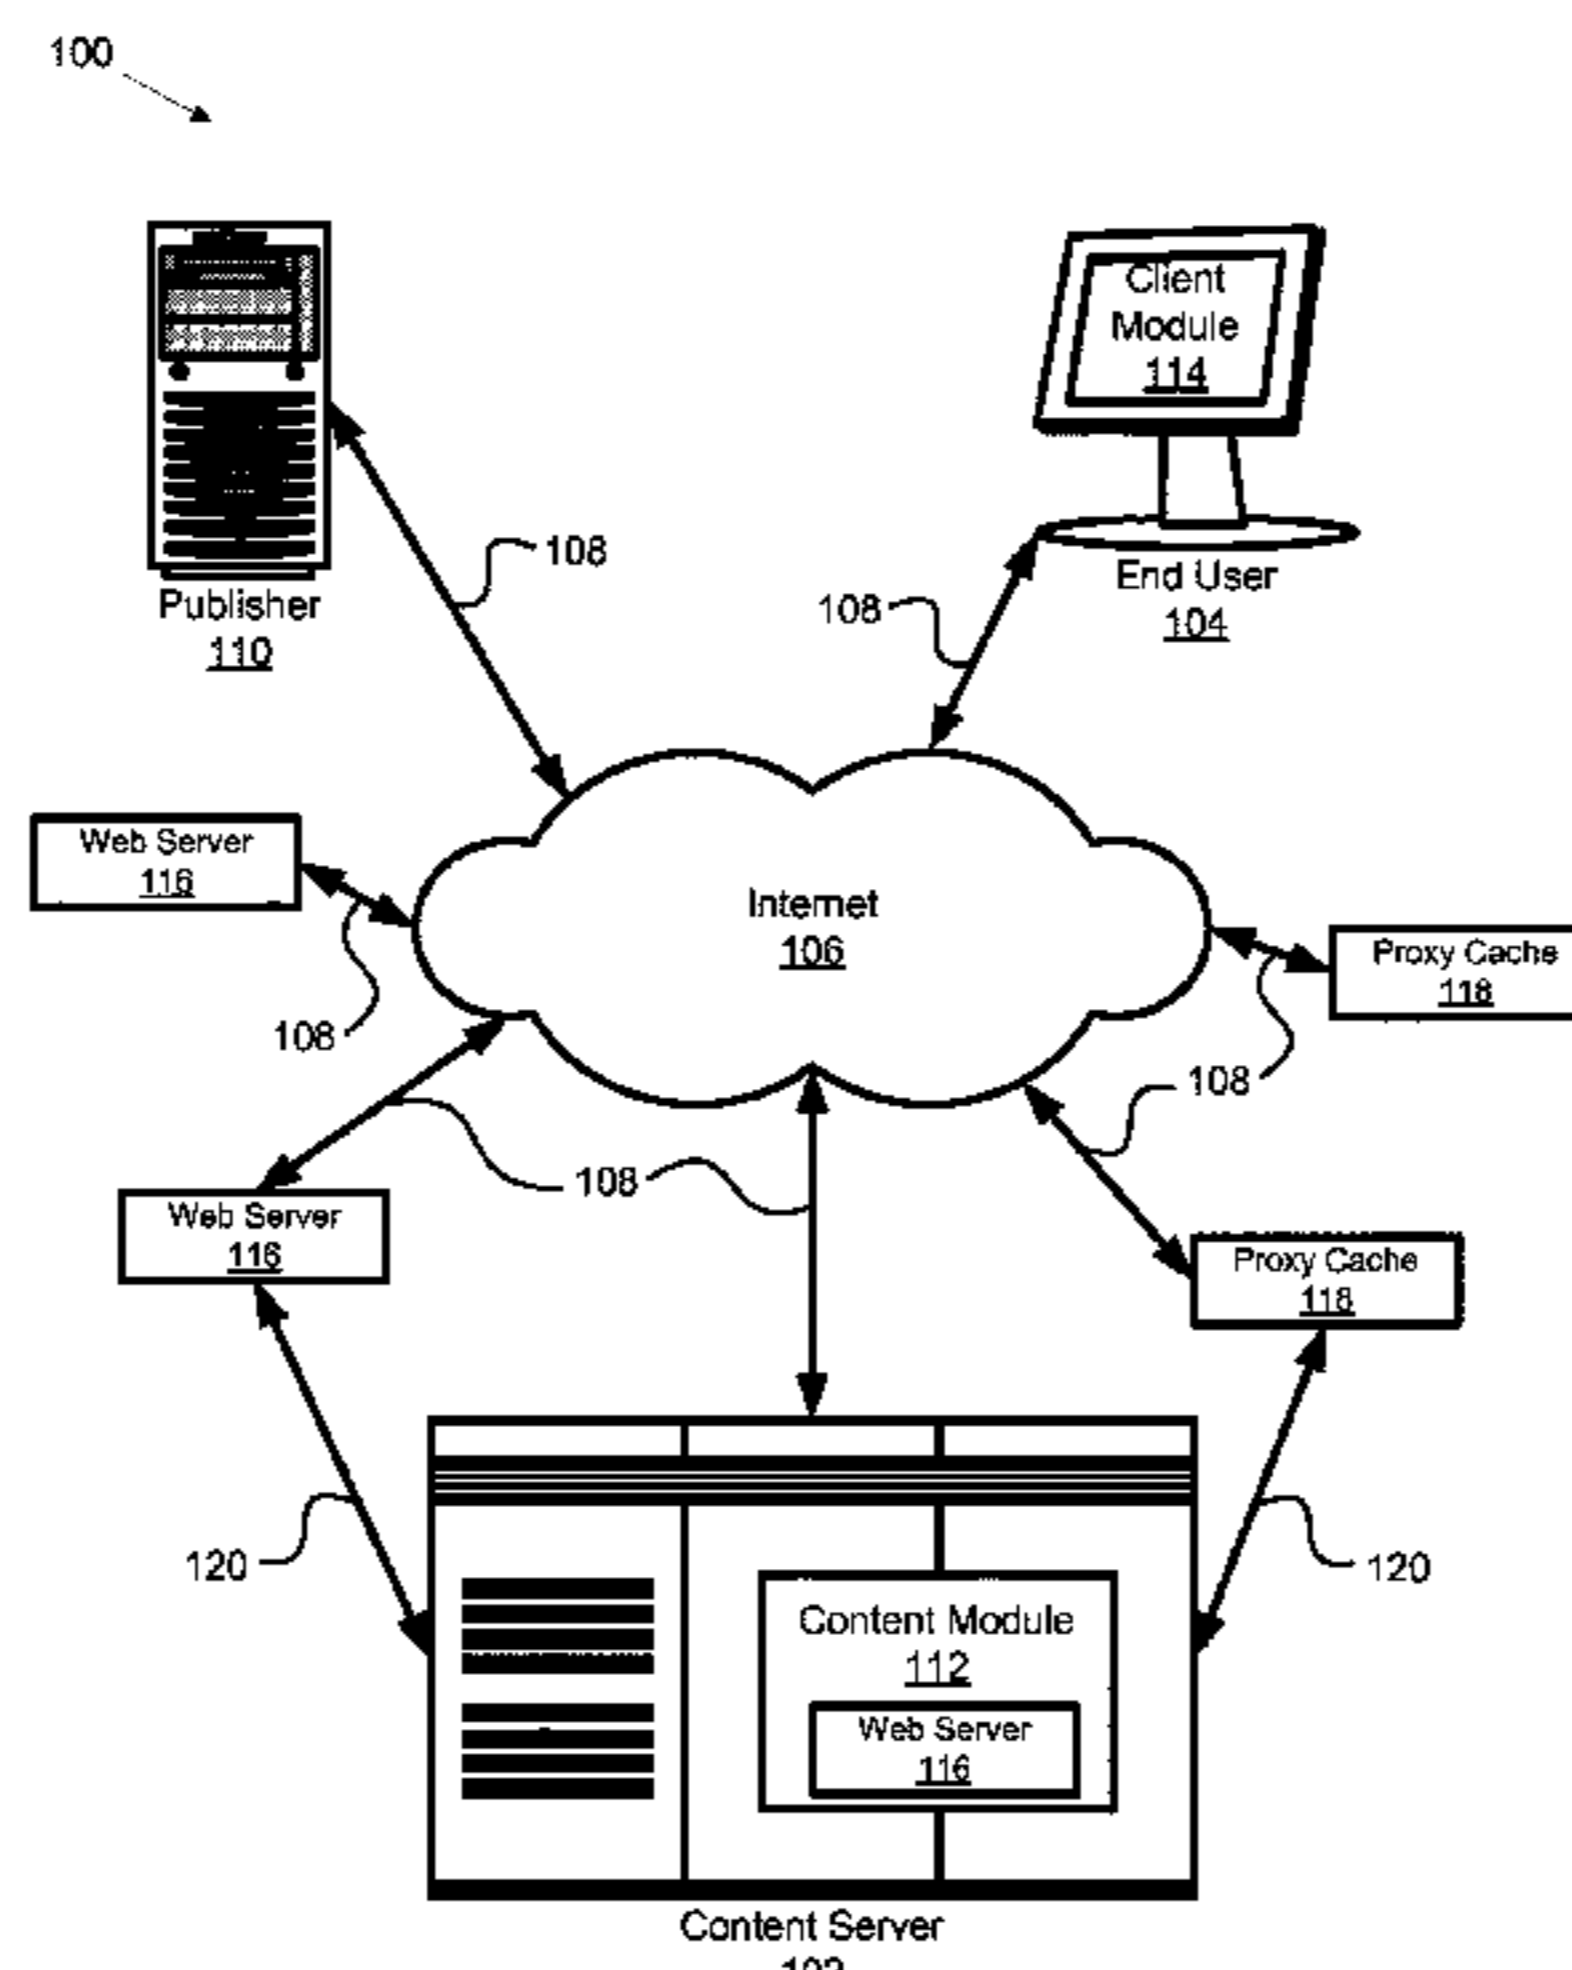 100
Client
Module
114
108
Publisher
110
End User
104
108
Web Server
116
Internet
106
Proxy Cache
118
108
108
108
Web Server
116
Proxy Cache
118
120
120
Content Module
112
Web Server
116
Content Server